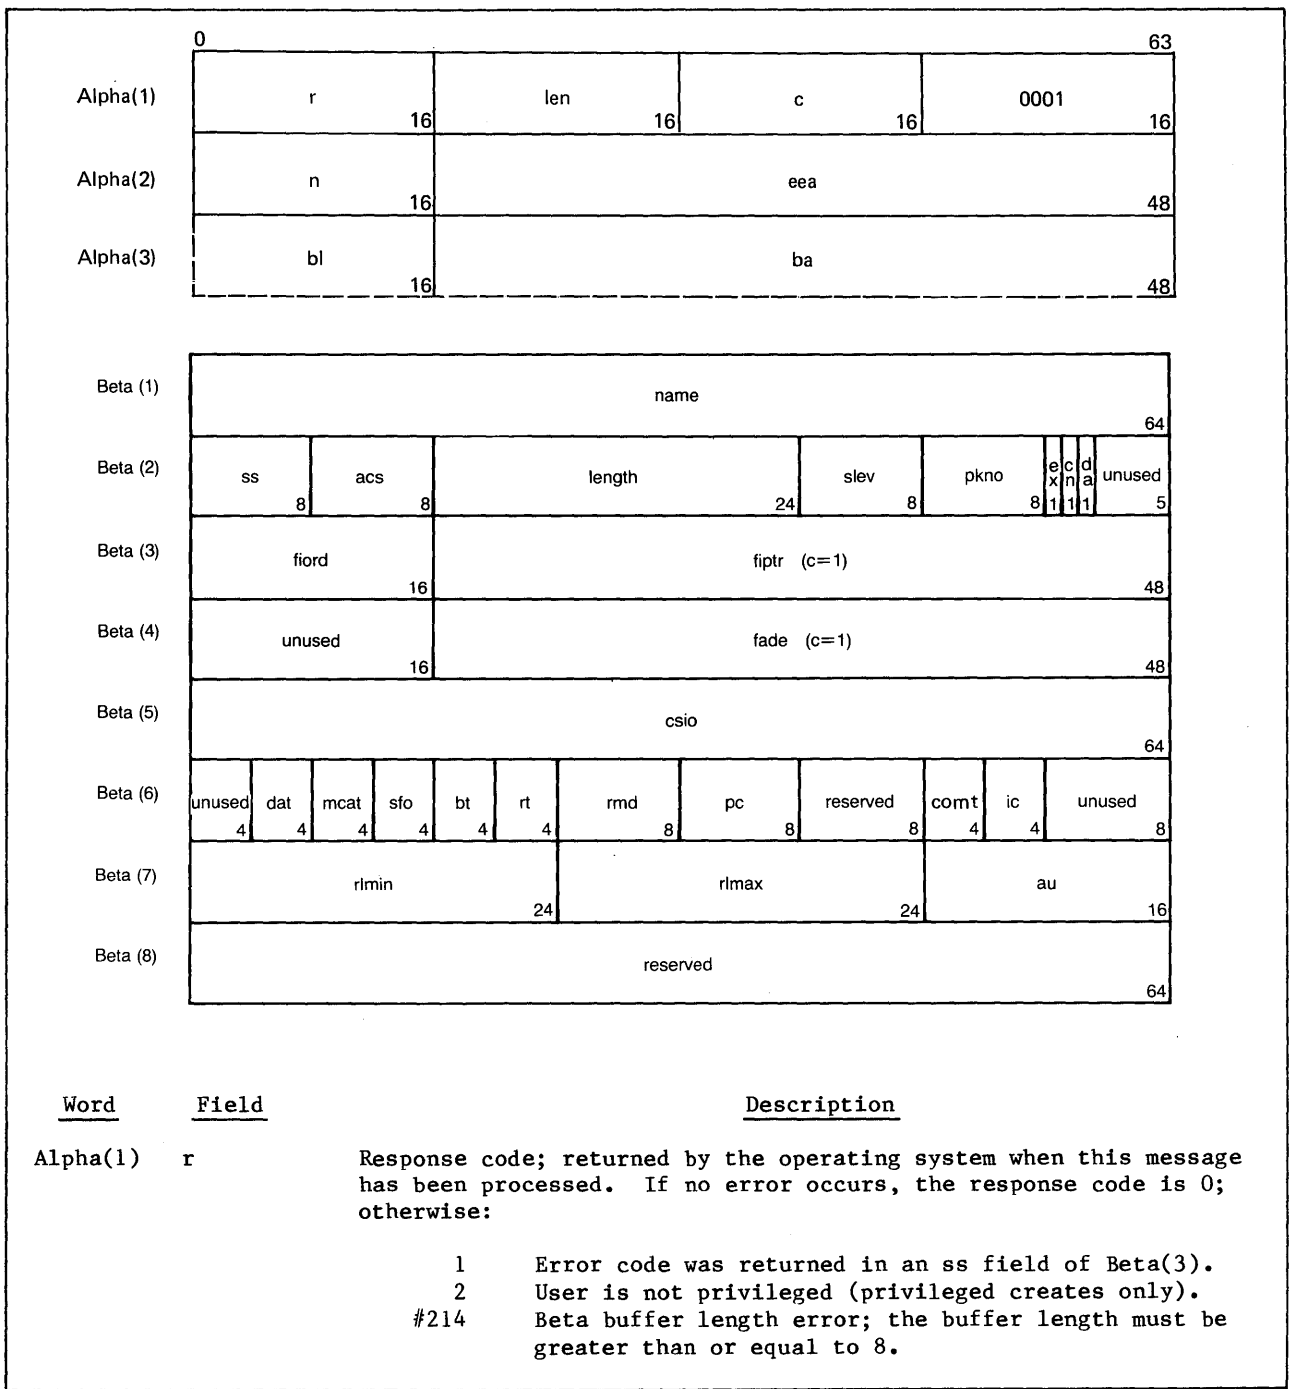 0 63
Alpha(1) r 16 len 16 c 16 0001 16
Alpha(2) n 16 eea 48
Alpha(3) bl 16 ba 48
Beta (1) name 64
Beta (2) ss 8 acs 8 length 24 slev 8 pkno 8 ex 1 cn 1 da 1 unused 5
Beta (3) fiord 16 fiptr (c=1) 48
Beta (4) unused 16 fade (c=1) 48
Beta (5) csio 64
Beta (6) unused 4 dat 4 mcat 4 sfo 4 bt 4 rt 4 rmd 8 pc 8 reserved 8 comt 4 ic 4 unused 8
Beta (7) rlmin 24 rlmax 24 au 16
Beta (8) reserved 64
Word Field Description
Alpha(1) r Response code; returned by the operating system when this message
has been processed. If no error occurs, the response code is 0;
otherwise:
1 Error code was returned in an ss field of Beta(3).
2 User is not privileged (privileged creates only).
#214 Beta buffer length error; the buffer length must be
greater than or equal to 8.